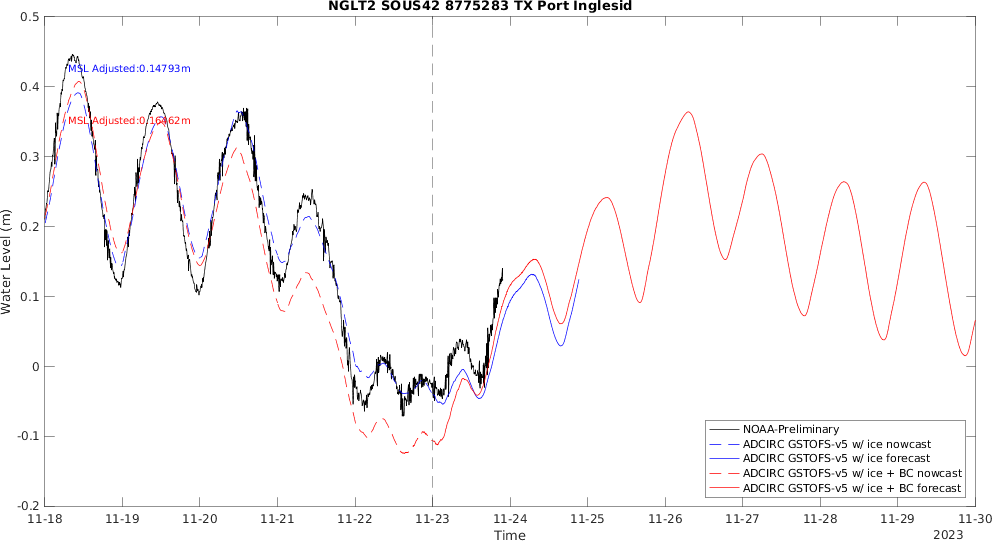 NGLT2 SOUS42 8775283 TX Port Inglesid
0.5
0.4
0.3
0.2
0.1
0
-0.1
-0.2
Water Level (m)
MSL Adjusted:0.14793m
MSL Adjusted:0.16462m
NOAA-Preliminary
ADCIRC GSTOFS-v5 w/ ice nowcast
ADCIRC GSTOFS-v5 w/ ice forecast
ADCIRC GSTOFS-v5 w/ ice + BC nowcast
ADCIRC GSTOFS-v5 w/ ice + BC forecast
11-18 11-19 11-20 11-21 11-22 11-23 11-24 11-25 11-26 11-27 11-28 11-29 11-30
Time
2023